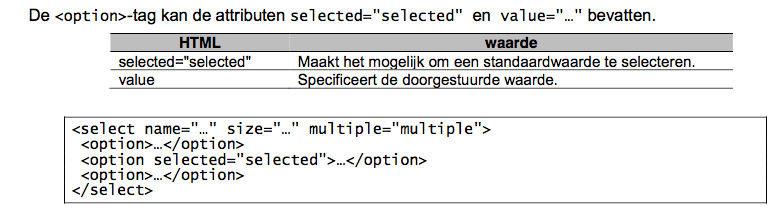 De <option>-tag kan de attributen selected="selected" en value="…" bevatten.
HTML waarde
selected="selected" Maakt het mogelijk om een standaardwaarde te selecteren.
value Specificeert de doorgestuurde waarde.
<select name="…" size="…" multiple="multiple">
<option>…</option>
<option selected="selected">…</option>
<option>…</option>
</select>